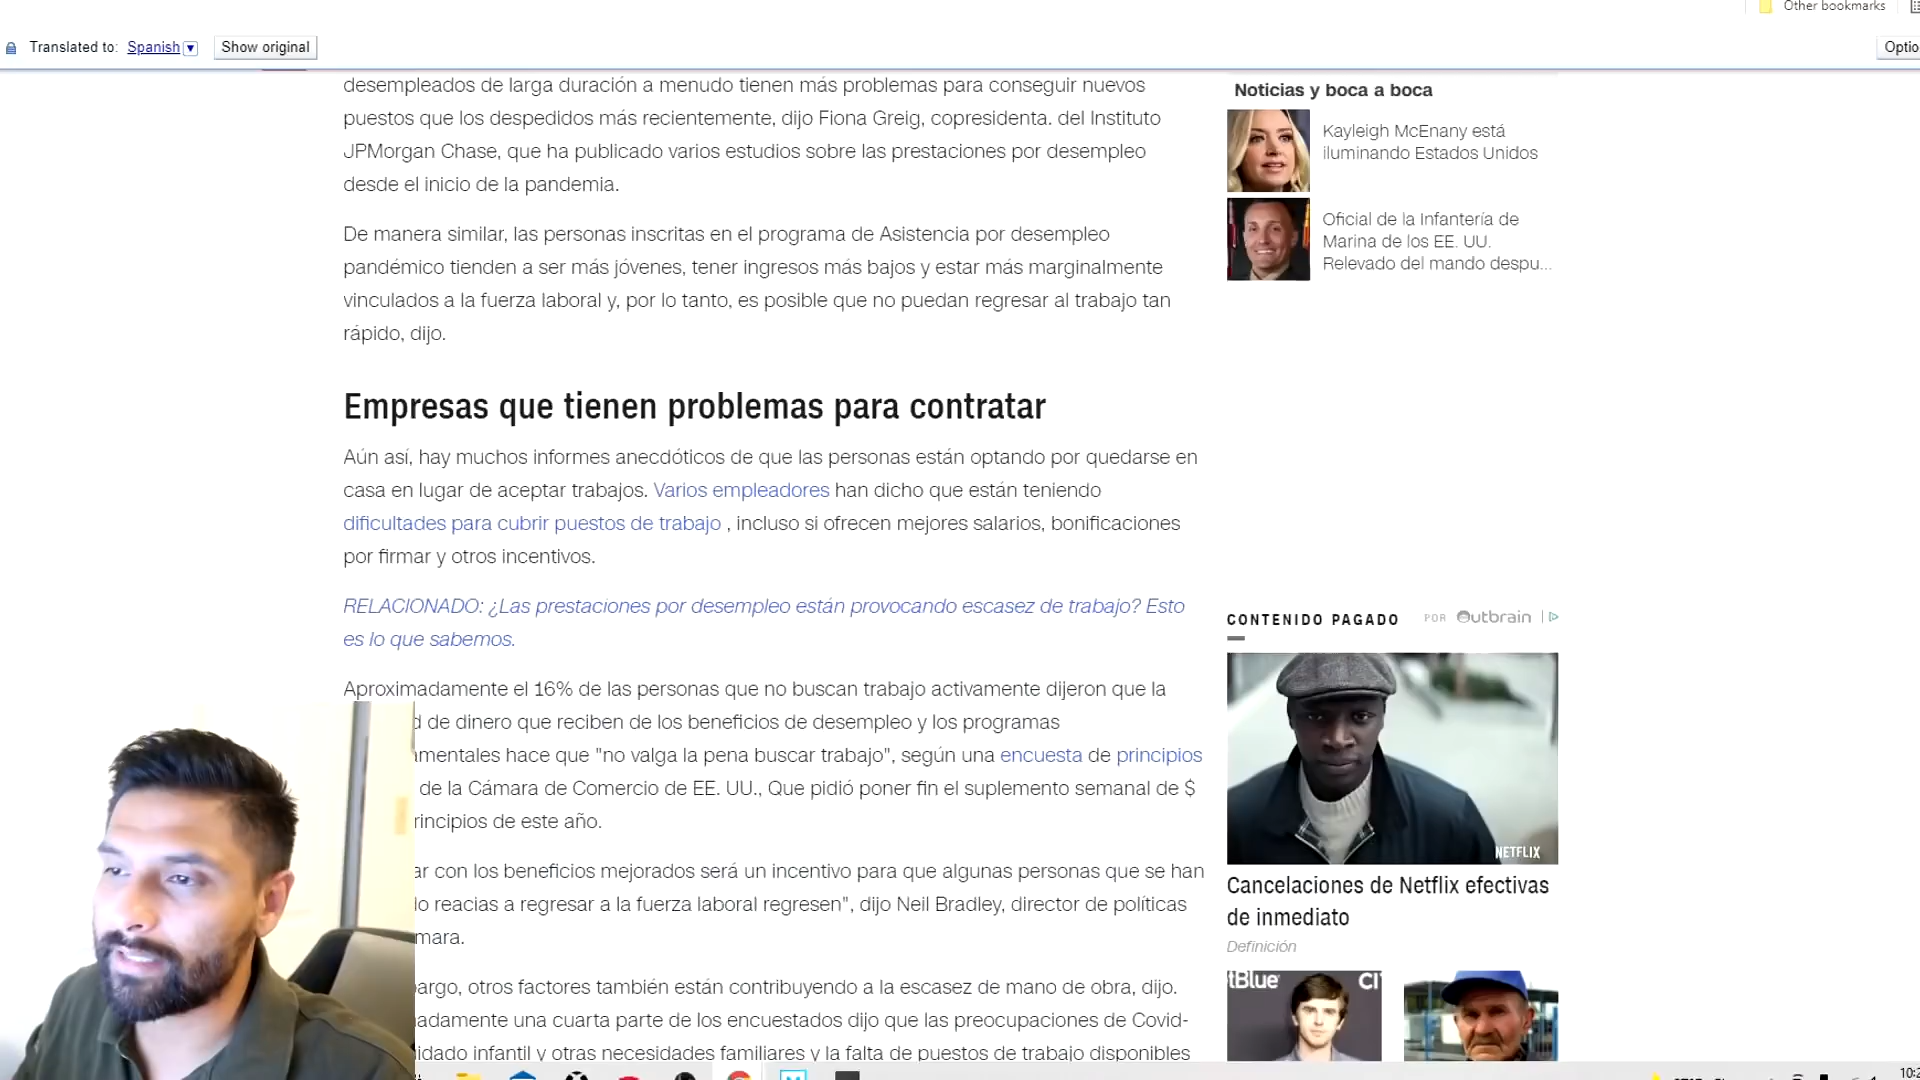 Other bookmarks
Translated to: Spanish
Show original
desempleados de larga duración a menudo tienen más problemas para conseguir nuevos
puestos que los despedidos más recientemente, dijo Fiona Greig, copresidenta. del Instituto
JPMorgan Chase, que ha publicado varios estudios sobre las prestaciones por desempleo
desde el inicio de la pandemia.
De manera similar, las personas inscritas en el programa de Asistencia por desempleo
pandémico tienden a ser más jóvenes, tener ingresos más bajos y estar más marginalmente
vinculados a la fuerza laboral y, por lo tanto, es posible que no puedan regresar al trabajo tan
rápido, dijo.
Empresas que tienen problemas para contratar
Aún así, hay muchos informes anecdóticos de que las personas están optando por quedarse en
casa en lugar de aceptar trabajos. Varios empleadores han dicho que están teniendo
dificultades para cubrir puestos de trabajo , incluso si ofrecen mejores salarios, bonificaciones
por firmar y otros incentivos.
RELACIONADO: ¿Las prestaciones por desempleo están provocando escasez de trabajo? Esto
es lo que sabemos.
Aproximadamente el 16% de las personas que no buscan trabajo activamente dijeron que la
de dinero que reciben de los beneficios de desempleo y los programas
hace que "no valga la pena buscar trabajo", según una encuesta de principios
de la Cámara de Comercio de EE. UU., Que pidió poner fin el suplemento semanal de $
de este año.
con los beneficios mejorados será un incentivo para que algunas personas que se han
reacias a regresar a la fuerza laboral regresen", dijo Neil Bradley, director de políticas
otros factores también están contribuyendo a la escasez de mano de obra, dijo.
una cuarta parte de los encuestados dijo que las preocupaciones de Covid-
infantil y otras necesidades familiares y la falta de puestos de trabajo disponibles
Noticias y boca a boca
Kayleigh McEnany está
iluminando Estados Unidos
Oficial de la Infantería de
Marina de los EE. UU.
Relevado del mando despu...
CONTENIDO PAGADO POR Outbrain
NETFLIX
Cancelaciones de Netflix efectivas
de inmediato
Definición